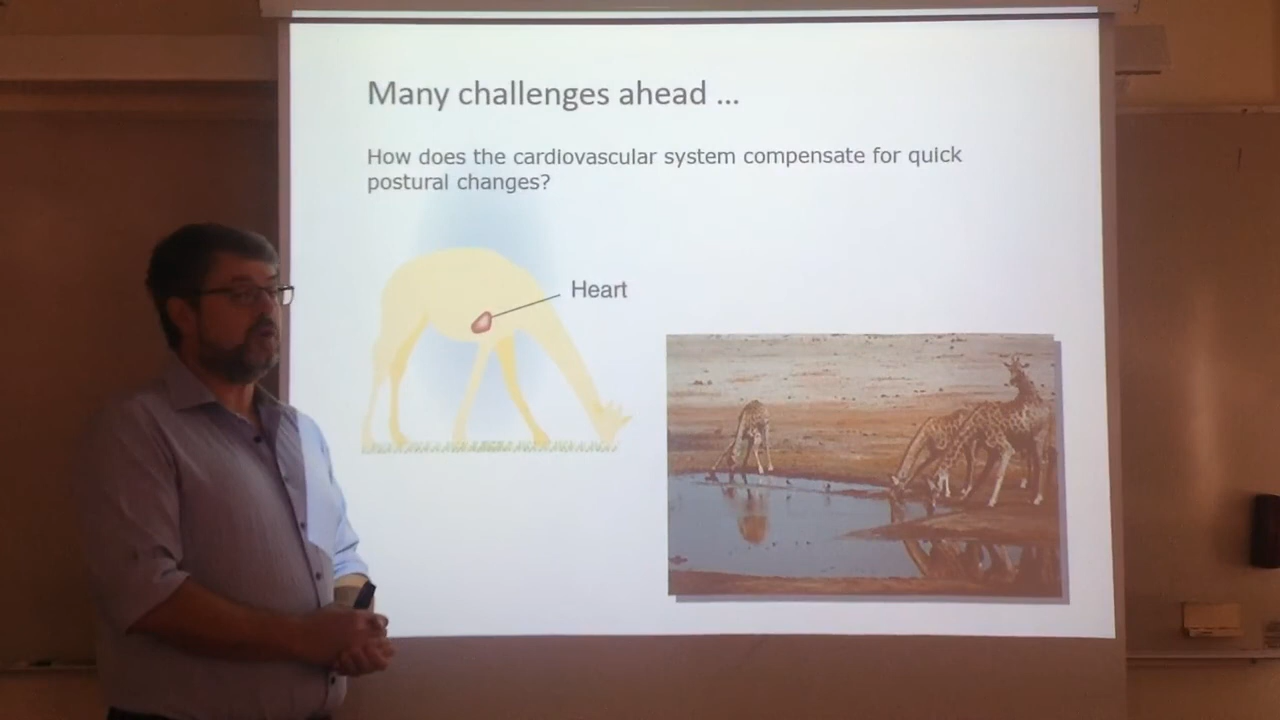 Many challenges ahead ...
How does the cardiovascular system compensate for quick
postural changes?
Heart